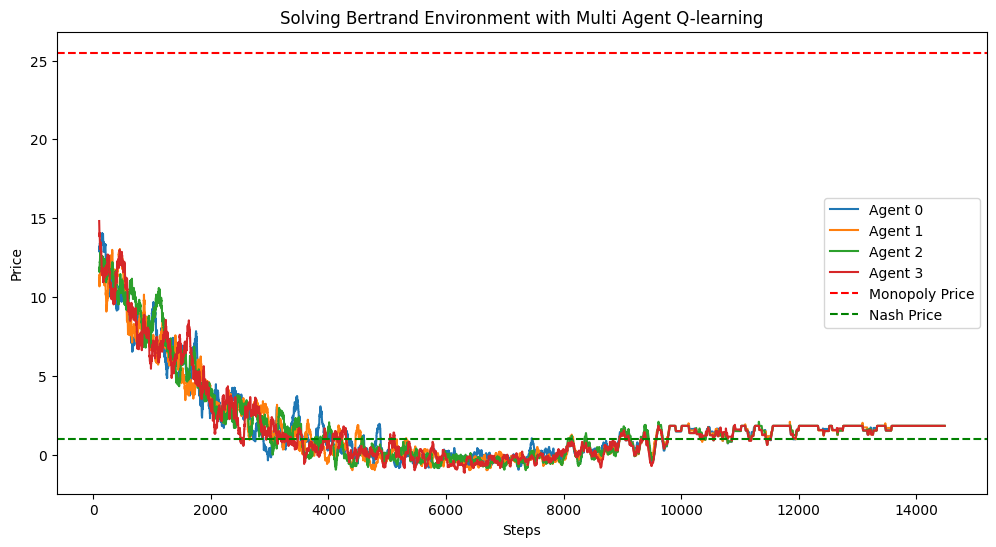 Solving Bertrand Environment with Multi Agent Q-learning
Price
25
20
15
10
5
0
Agent 0
Agent 1
Agent 2
Agent 3
Monopoly Price
Nash Price
0 2000 4000 6000 8000 10000 12000 14000
Steps